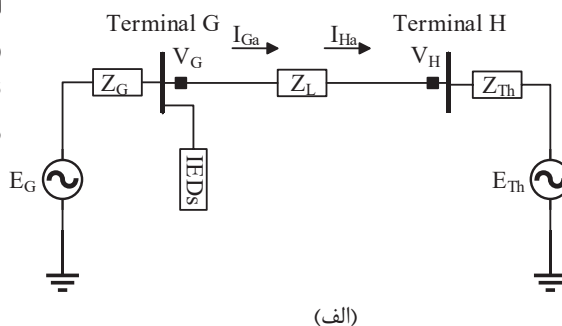 Terminal G
I_Ga
I_Ha
Terminal H
V_G
V_H
Z_G
Z_L
Z_Th
IEDs
E_G
E_Th
(الف)